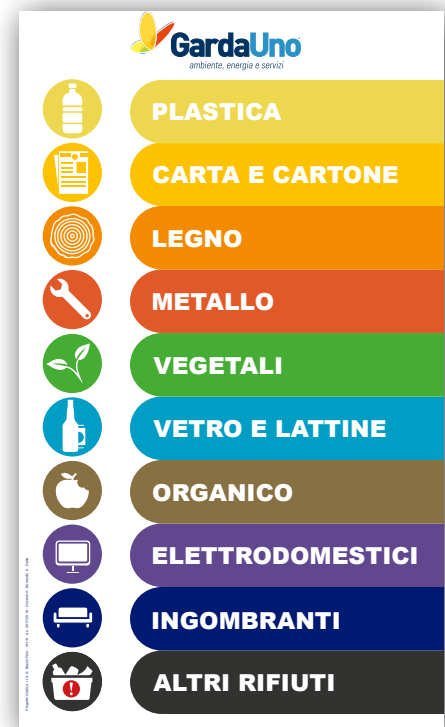 GardaUno
ambiente, energia e servizi
PLASTICA
CARTA E CARTONE
LEGNO
METALLO
VEGETALI
VETRO E LATTINE
ORGANICO
ELETTRODOMESTICI
INGOMBRANTI
ALTRI RIFIUTI